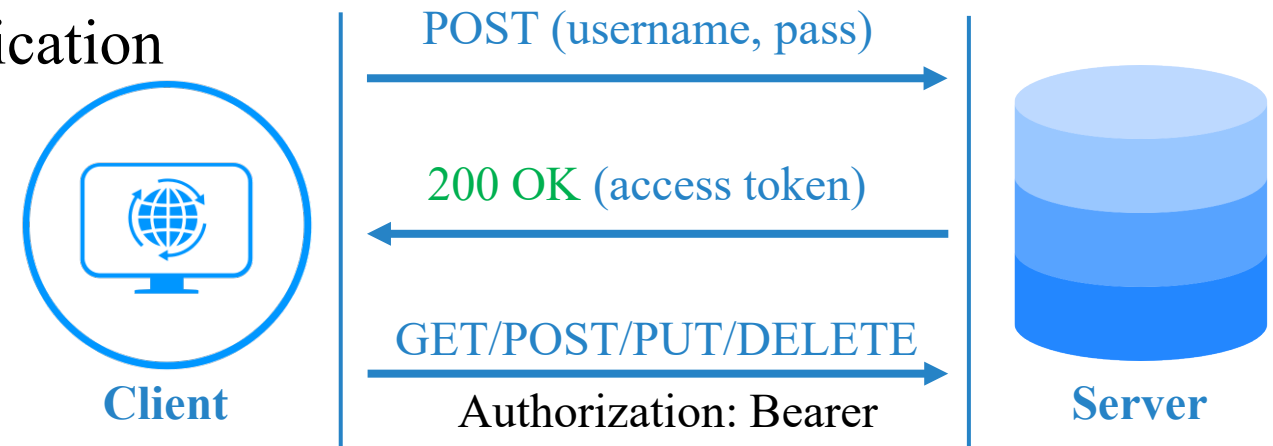 ication
POST (username, pass)
200 OK (access token)
GET/POST/PUT/DELETE
Authorization: Bearer
Client
Server